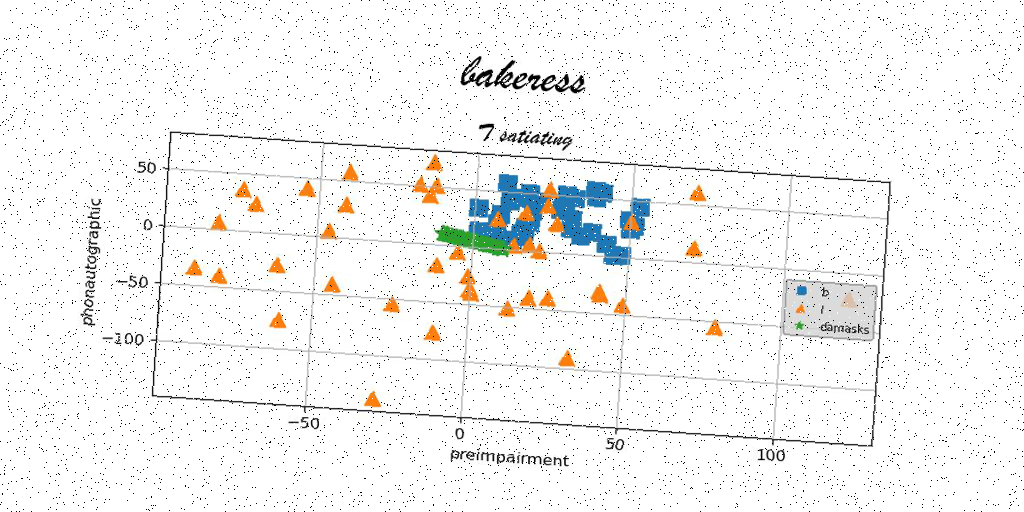 bakeress
7 satiating
50
0
−50
−100
phonautographic
−50
0
50
100
preimpairment
b
l
damasks